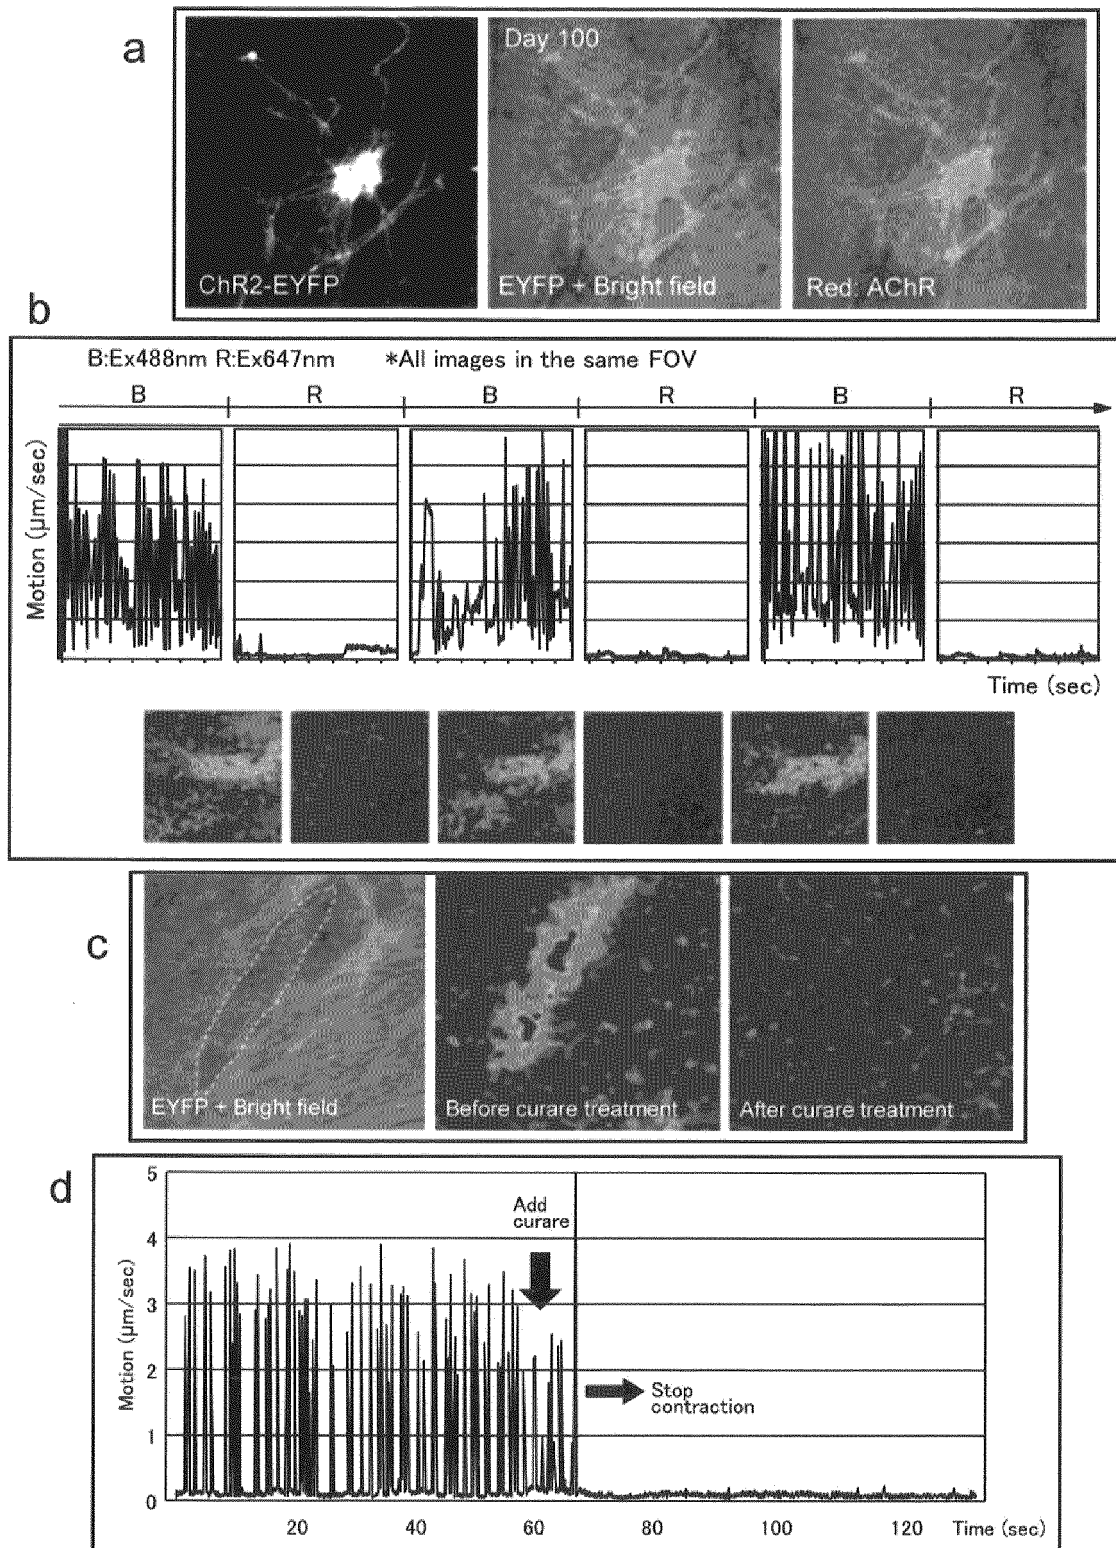 a
Day 100
ChR2-EYFP
EYFP + Bright field
Red: AChR
b
B:Ex488nm R:Ex647nm *All images in the same FOV
B R B R B R
Motion (μm/sec)
Time (sec)
c
EYFP + Bright field
Before curare treatment
After curare treatment
d
Motion (μm/sec)
5
4
3
2
1
0
Add
curare
Stop
contraction
20 40 60 80 100 120 Time (sec)